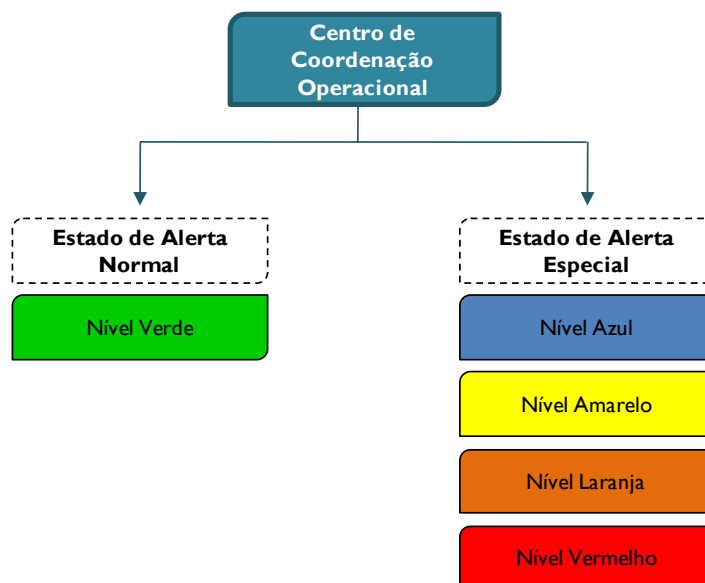 Centro de
Coordenação
Operacional
Estado de Alerta
Normal
Estado de Alerta
Especial
Nível Verde
Nível Azul
Nível Amarelo
Nível Laranja
Nível Vermelho